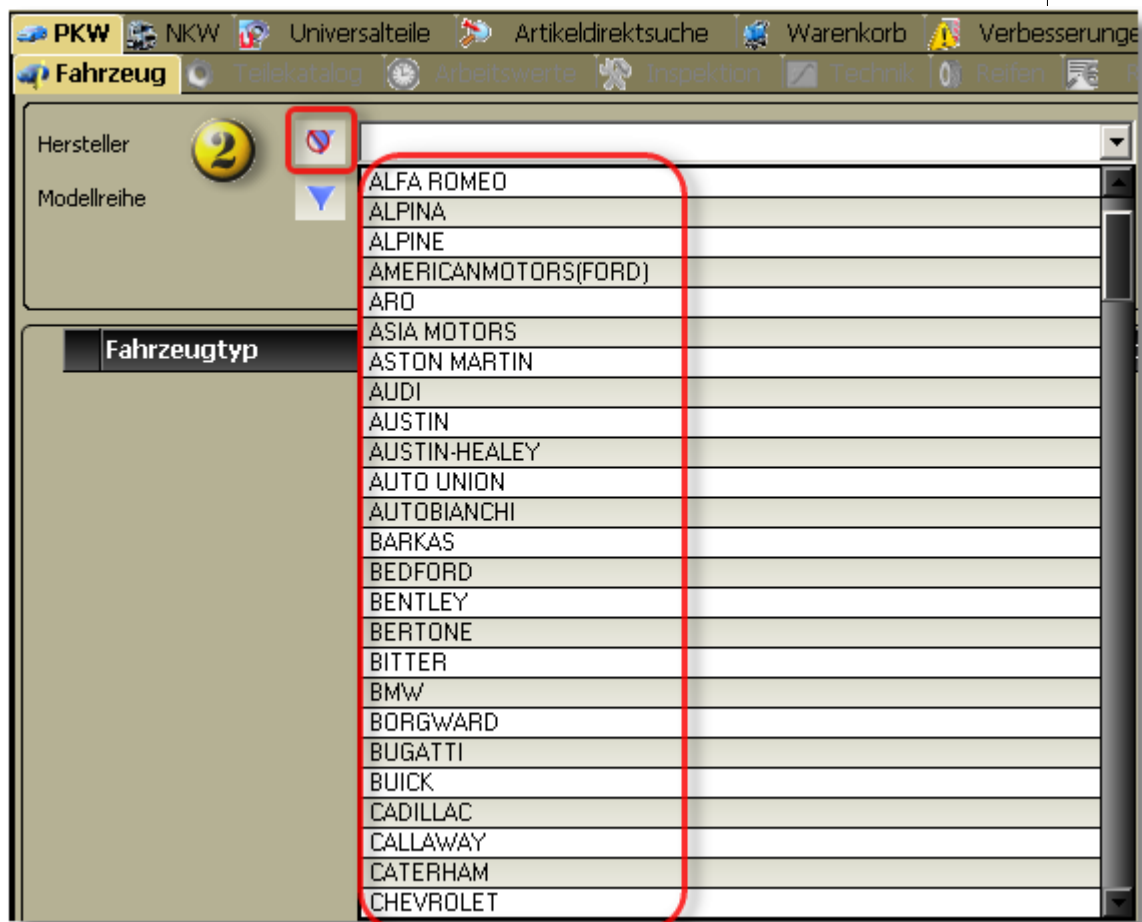 PKW NKW Universalteile Artikeldirektsuche Warenkorb Verbesserunge
Fahrzeug Teilekatalog Arbeitswerte Inspektion Technik Reifen
Hersteller 2
Modellreihe
ALFA ROMEO
ALPINA
ALPINE
AMERICANMOTORS(FORD)
ARO
ASIA MOTORS
Fahrzeugtyp
ASTON MARTIN
AUDI
AUSTIN
AUSTIN-HEALEY
AUTO UNION
AUTOBIANCHI
BARKAS
BEDFORD
BENTLEY
BERTONE
BITTER
BMW
BORGWARD
BUGATTI
BUICK
CADILLAC
CALLAWAY
CATERHAM
CHEVROLET